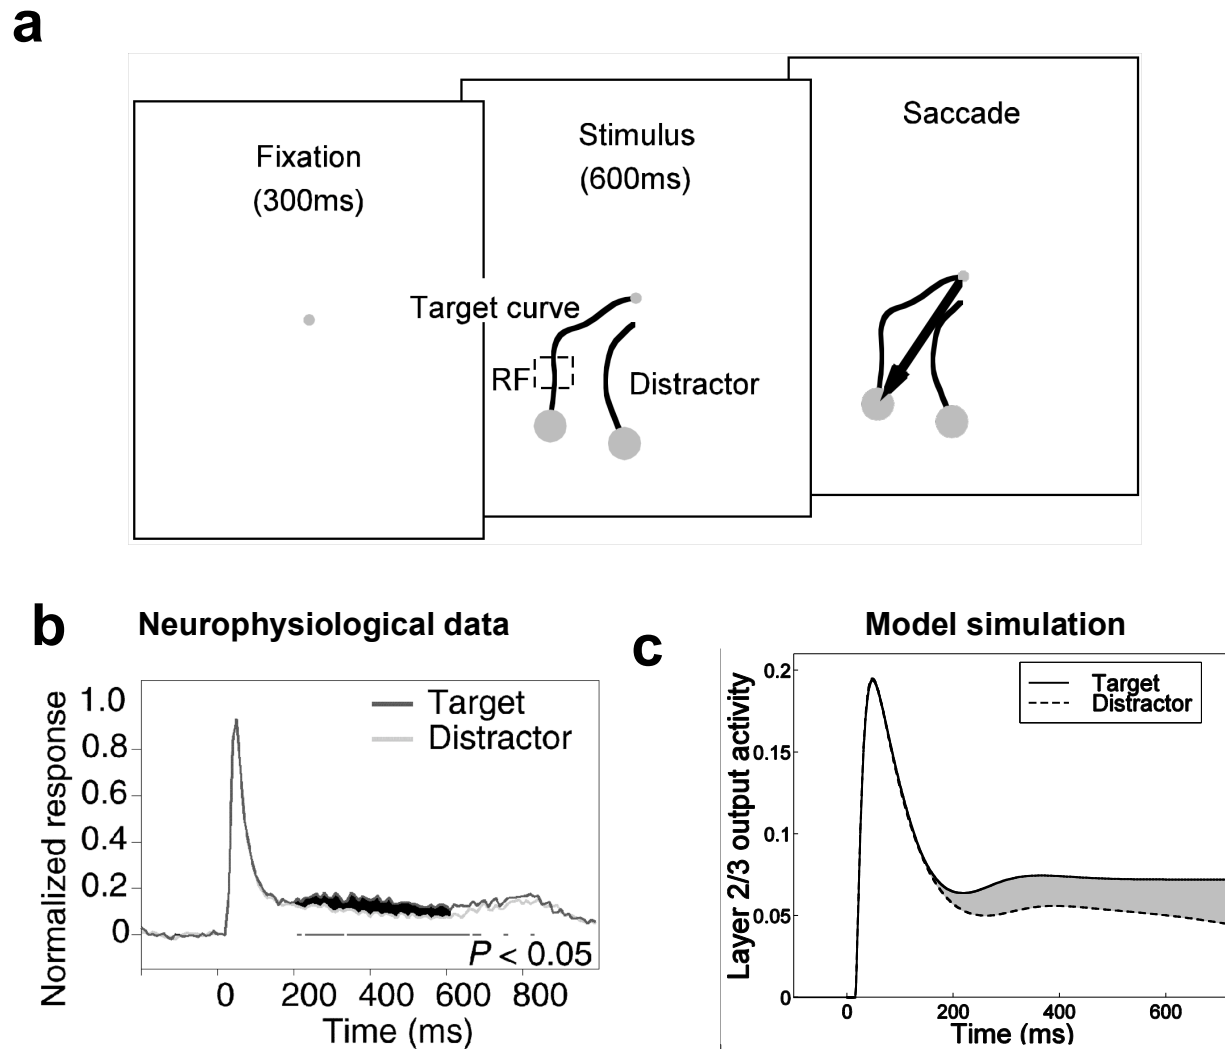 a
Fixation
(300ms)
Stimulus
(600ms)
Saccade
Target curve
RF
Distractor
b
Neurophysiological data
Normalized response
1.0
0.8
0.6
0.4
0.2
0
Target
Distractor
P < 0.05
0 200 400 600 800
Time (ms)
c
Model simulation
Layer 2/3 output activity
0.2
0.15
0.1
0.05
0
Target
Distractor
0 200 400 600
Time (ms)